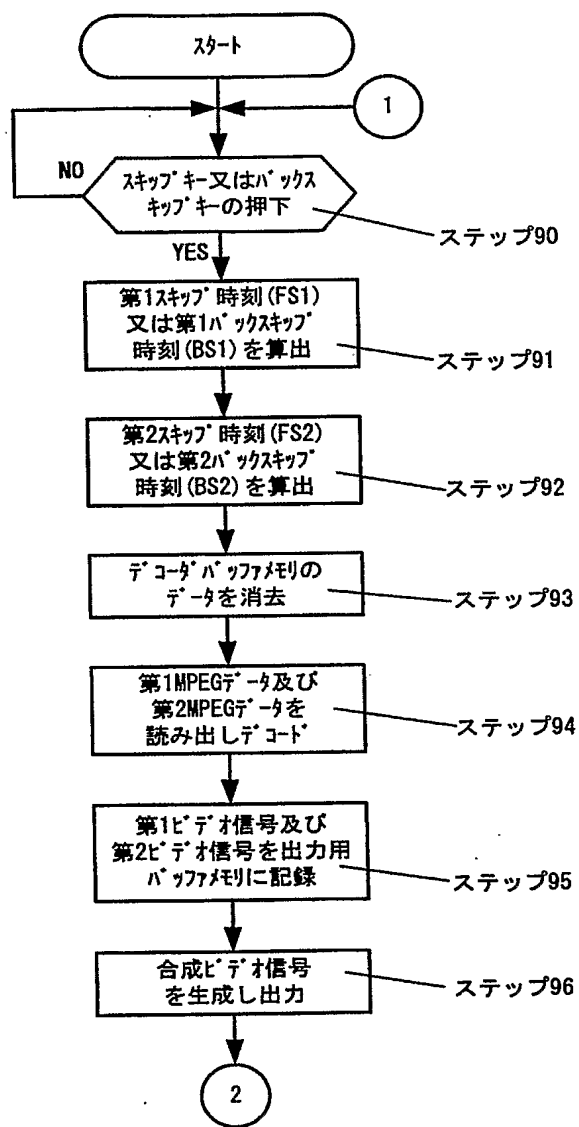 スタート
1
NO
スキップキー又はバックス
キップキーの押下
ステップ90
YES
第1スキップ時刻(FS1)
又は第1バックスキップ
時刻(BS1)を算出
ステップ91
第2スキップ時刻(FS2)
又は第2バックスキップ
時刻(BS2)を算出
ステップ92
デコーダバッファメモリの
データを消去
ステップ93
第1MPEGデータ及び
第2MPEGデータを
読み出しデコード
ステップ94
第1ビデオ信号及び
第2ビデオ信号を出力用
バッファメモリに記録
ステップ95
合成ビデオ信号
を生成し出力
ステップ96
2